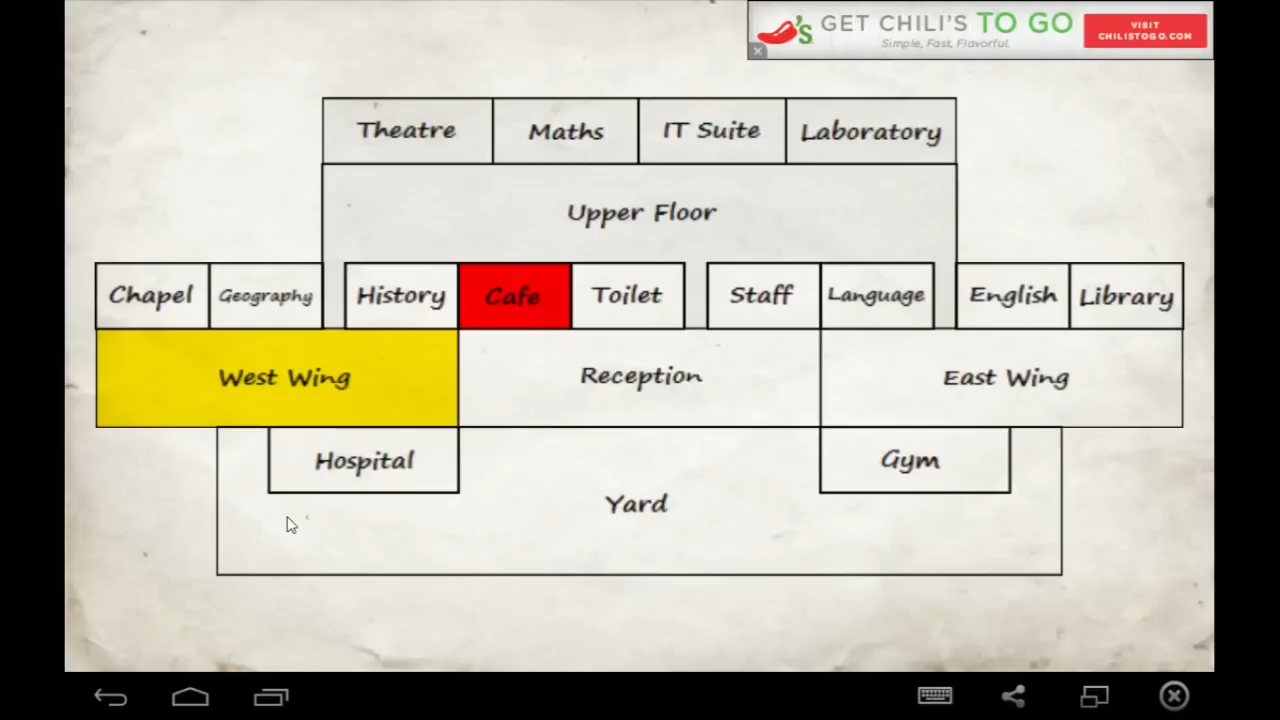 GET CHILI'S TO GO
Simple, Fast, Flavorful.
VISIT
CHILISTOGO.COM
Theatre
Maths
IT Suite
Laboratory
Upper Floor
Chapel
Geography
History
Cafe
Toilet
Staff
Language
English
Library
West Wing
Reception
East Wing
Hospital
Gym
Yard